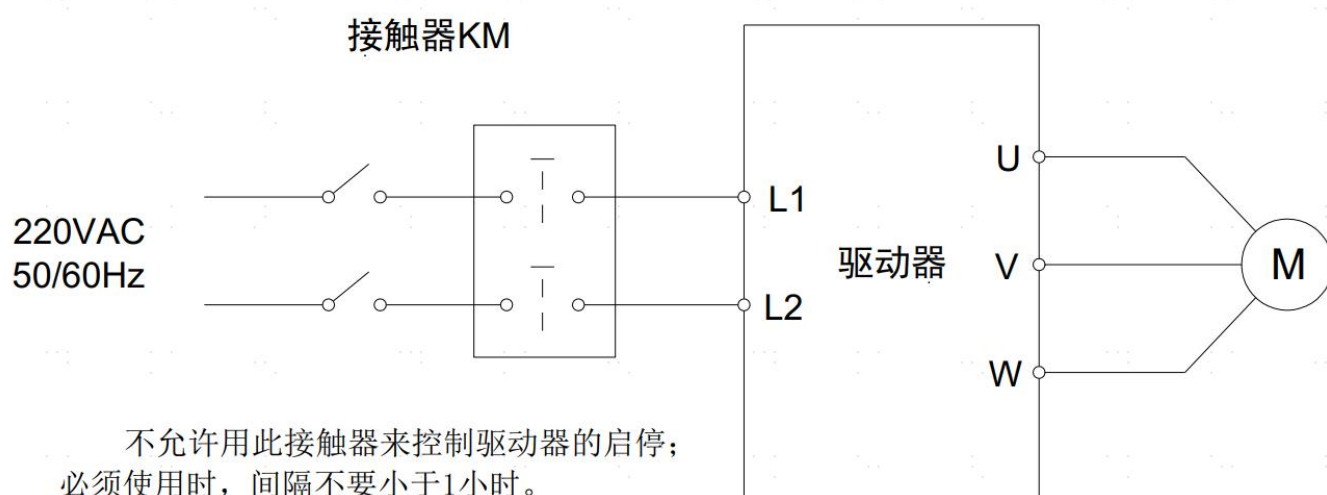 接触器KM
220VAC
50/60Hz
L1
L2
驱动器
U
V
W
M
不允许用此接触器来控制驱动器的启停；
必须使用时，间隔不要小于1小时。